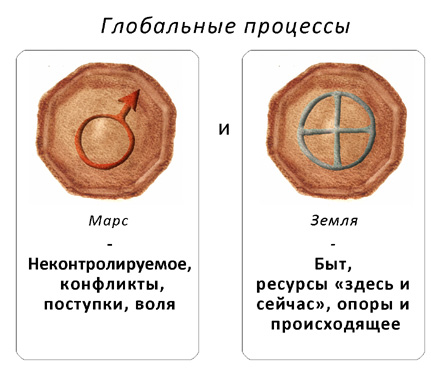 Глобальные процессы
и
Марс
-
Неконтролируемое,
конфликты,
поступки, воля
Земля
-
Быт,
ресурсы «здесь и
сейчас», опоры и
происходящее